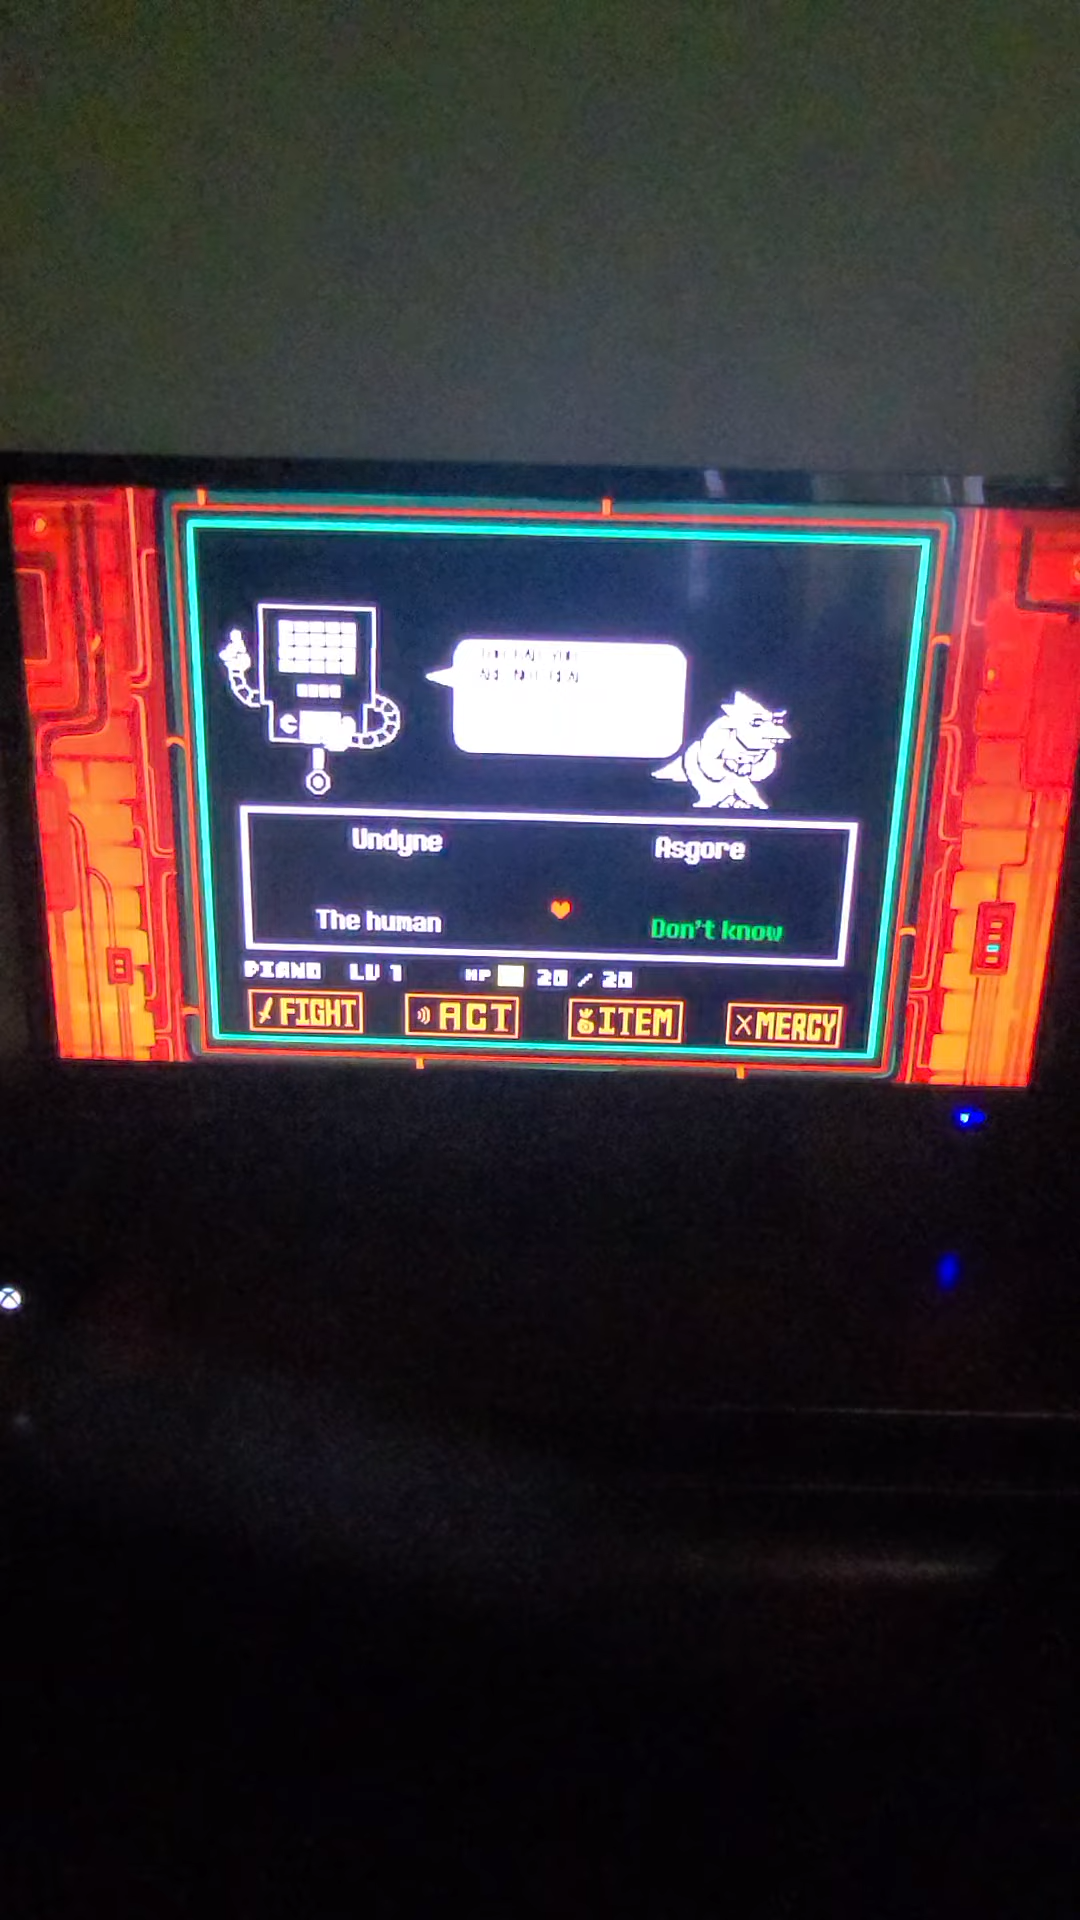 Undyne Asgore
The human Don't know
PIANO LV 1 HP 20 / 20
FIGHT ACT ITEM MERCY